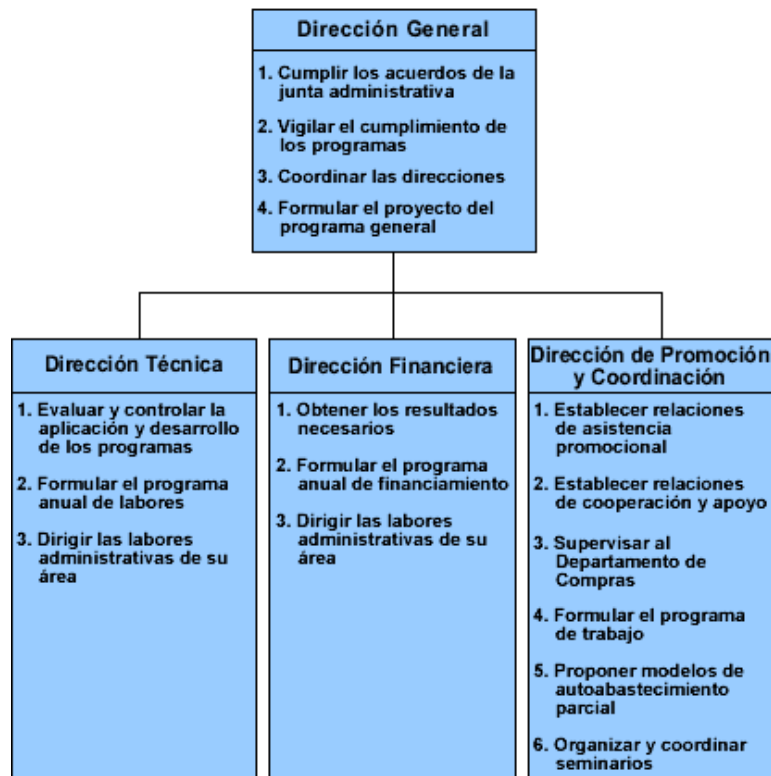 Dirección General
1. Cumplir los acuerdos de la
junta administrativa
2. Vigilar el cumplimiento de
los programas
3. Coordinar las direcciones
4. Formular el proyecto del
programa general
Dirección Técnica
1. Evaluar y controlar la
aplicación y desarrollo
de los programas
2. Formular el programa
anual de labores
3. Dirigir las labores
administrativas de su
área
Dirección Financiera
1. Obtener los resultados
necesarios
2. Formular el programa
anual de financiamiento
3. Dirigir las labores
administrativas de su
área
Dirección de Promoción
y Coordinación
1. Establecer relaciones
de asistencia
promocional
2. Establecer relaciones
de cooperación y apoyo
3. Supervisar al
Departamento de
Compras
4. Formular el programa
de trabajo
5. Proponer modelos de
autoabastecimiento
parcial
6. Organizar y coordinar
seminarios